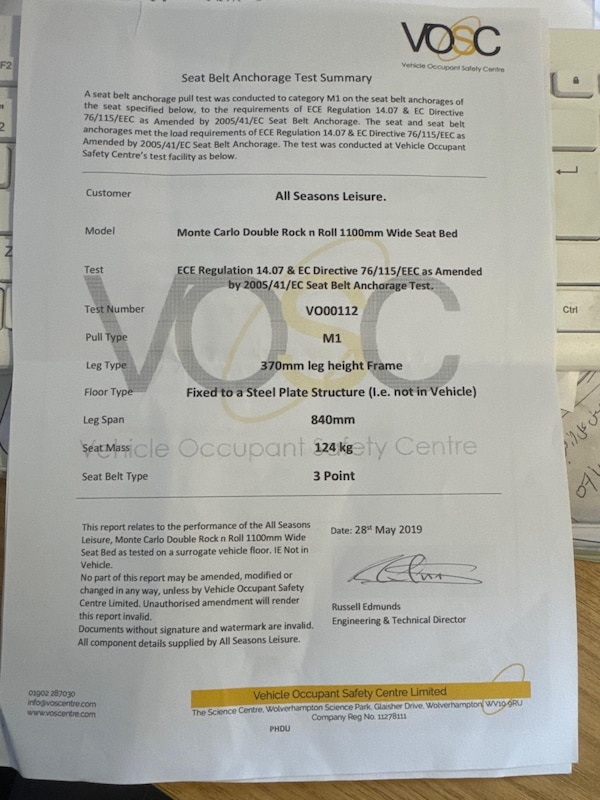 VOSC
Vehicle Occupant Safety Centre
Seat Belt Anchorage Test Summary
A seat belt anchorage pull test was conducted to category M1 on the seat belt anchorages of
the seat specified below, to the requirements of ECE Regulation 14.07 & EC Directive
76/115/EEC as Amended by 2005/41/EC Seat Belt Anchorage. The seat and seat belt
anchorages met the load requirements of ECE Regulation 14.07 & EC Directive 76/115/EEC as
Amended by 2005/41/EC Seat Belt Anchorage. The test was conducted at Vehicle Occupant
Safety Centre's test facility as below.
Customer All Seasons Leisure.
Model Monte Carlo Double Rock n Roll 1100mm Wide Seat Bed
Test ECE Regulation 14.07 & EC Directive 76/115/EEC as Amended
by 2005/41/EC Seat Belt Anchorage Test.
Test Number VO00112
Pull Type M1
Leg Type 370mm leg height Frame
Floor Type Fixed to a Steel Plate Structure (I.e. not in Vehicle)
Leg Span 840mm
Seat Mass 124 kg
Seat Belt Type 3 Point
VOSC
Vehicle Occupant Safety Centre
This report relates to the performance of the All Seasons
Leisure, Monte Carlo Double Rock n Roll 1100mm Wide
Seat Bed as tested on a surrogate vehicle floor. IE Not in
Vehicle.
No part of this report may be amended, modified or
changed in any way, unless by Vehicle Occupant Safety
Centre Limited. Unauthorised amendment will render
this report invalid.
Documents without signature and watermark are invalid.
All component details supplied by All Seasons Leisure.
Date: 28st May 2019
Russell Edmunds
Engineering & Technical Director
01902 287030
info@voscentre.com
www.voscentre.com
Vehicle Occupant Safety Centre Limited
The Science Centre, Wolverhampton Science Park, Glaisher Drive, Wolverhampton, WV10 9RU
Company Reg No. 11278111
PHDU
F2
2
Z
Ctrl